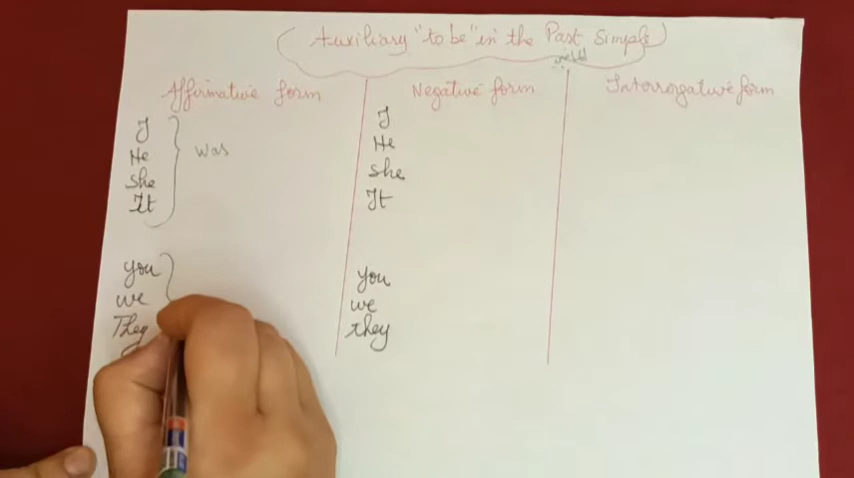 Auxiliary "to be" in the Past Simple
Affirmative form
I
He
she
It
was
you
we
They
Negative form
I
He
she
It
you
we
they
Interrogative form